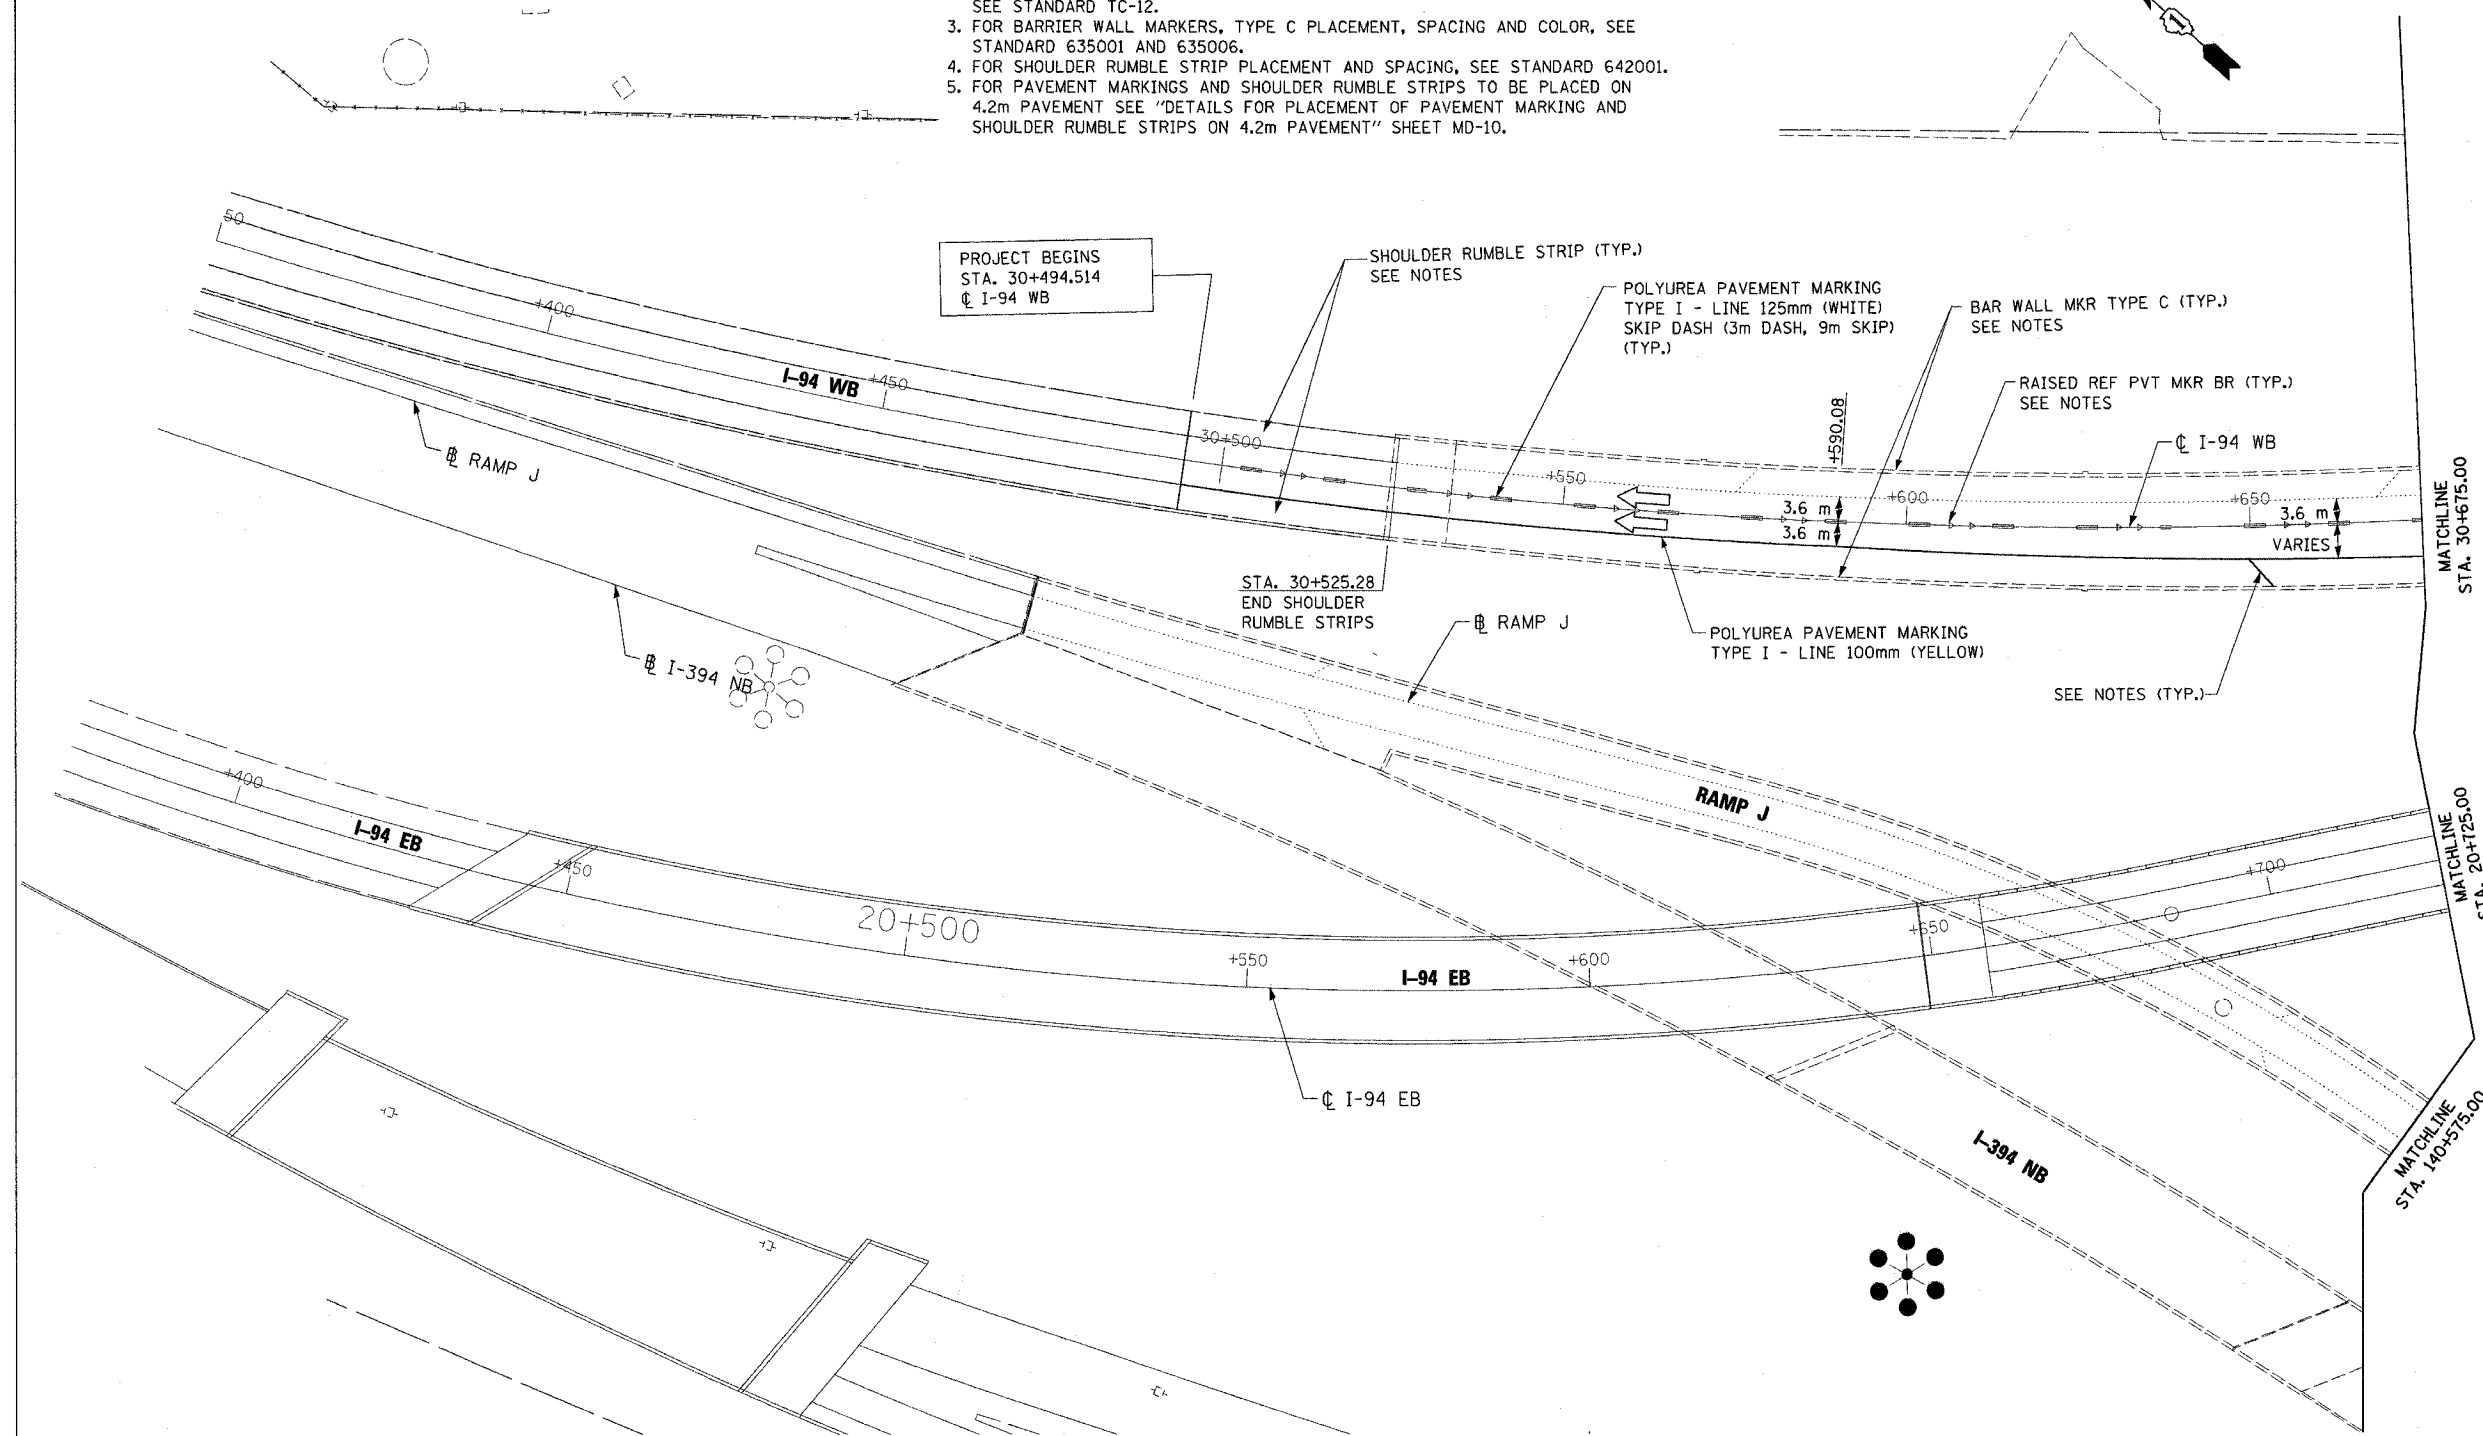 SEE STANDARD TC-12.
3. FOR BARRIER WALL MARKERS, TYPE C PLACEMENT, SPACING AND COLOR, SEE
STANDARD 635001 AND 635006.
4. FOR SHOULDER RUMBLE STRIP PLACEMENT AND SPACING, SEE STANDARD 642001.
5. FOR PAVEMENT MARKINGS AND SHOULDER RUMBLE STRIPS TO BE PLACED ON
4.2m PAVEMENT SEE "DETAILS FOR PLACEMENT OF PAVEMENT MARKING AND
SHOULDER RUMBLE STRIPS ON 4.2m PAVEMENT" SHEET MD-10.
50
+400
I-94 WB
+450
PROJECT BEGINS
STA. 30+494.514
℄ I-94 WB
30+500
SHOULDER RUMBLE STRIP (TYP.)
SEE NOTES
POLYUREA PAVEMENT MARKING
TYPE I - LINE 125mm (WHITE)
SKIP DASH (3m DASH, 9m SKIP)
(TYP.)
BAR WALL MKR TYPE C (TYP.)
SEE NOTES
RAISED REF PVT MKR BR (TYP.)
SEE NOTES
+590.08
℄ I-94 WB
+550
+600
+650
3.6 m
3.6 m
3.6 m
VARIES
MATCHLINE
STA. 30+675.00
RAMP J
STA. 30+525.28
END SHOULDER
RUMBLE STRIPS
RAMP J
POLYUREA PAVEMENT MARKING
TYPE I - LINE 100mm (YELLOW)
SEE NOTES (TYP.)
I-394 NB
RAMP J
+400
I-94 EB
+450
20+500
+550
I-94 EB
+600
+650
+700
MATCHLINE
STA. 20+725.00
℄ I-94 EB
I-394 NB
MATCHLINE
STA. 140+575.00